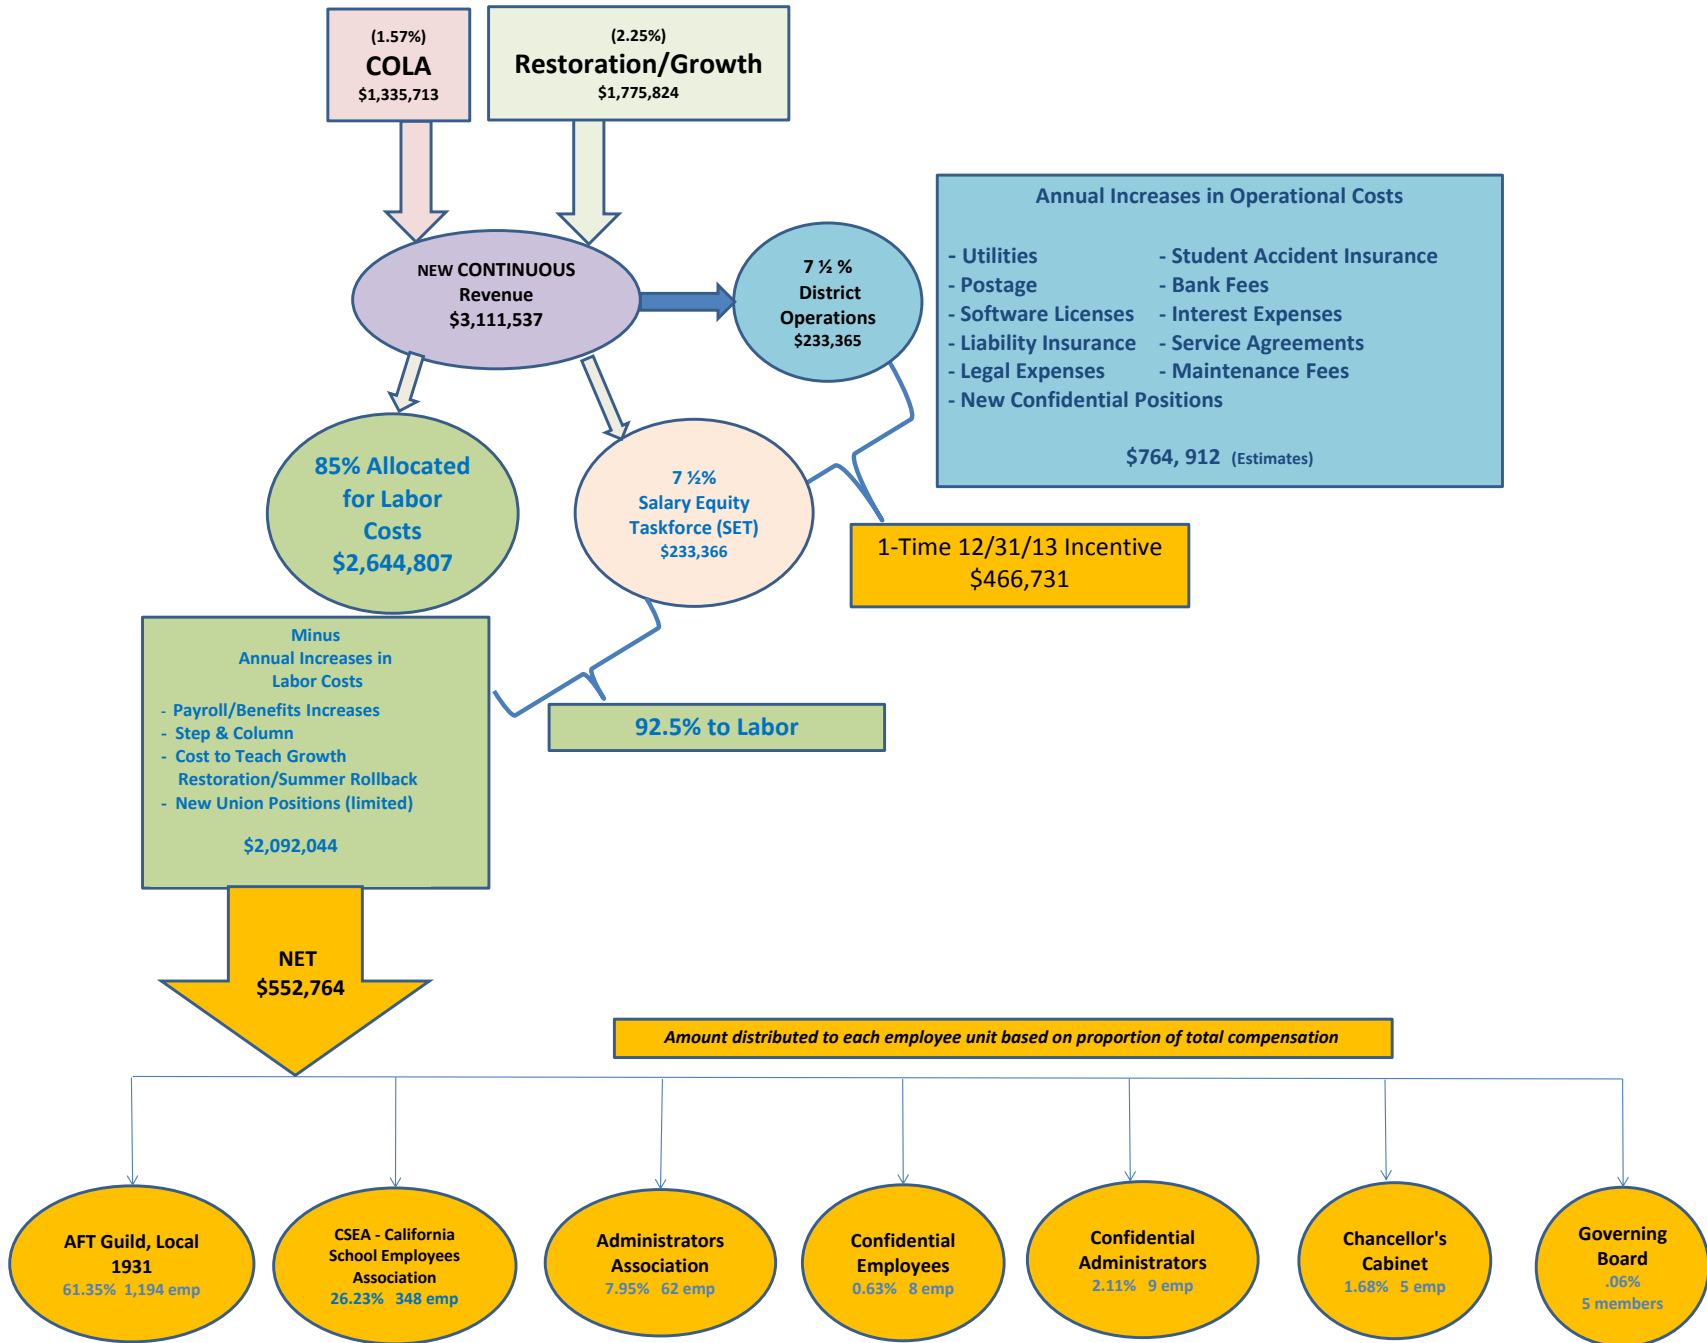 (1.57%)
COLA
$1,335,713
(2.25%)
Restoration/Growth
$1,775,824
NEW CONTINUOUS
Revenue
$3,111,537
7 ½ %
District
Operations
$233,365
Annual Increases in Operational Costs
- Utilities - Student Accident Insurance
- Postage - Bank Fees
- Software Licenses - Interest Expenses
- Liability Insurance - Service Agreements
- Legal Expenses - Maintenance Fees
- New Confidential Positions
$764, 912 (Estimates)
85% Allocated
for Labor
Costs
$2,644,807
7 ½%
Salary Equity
Taskforce (SET)
$233,366
1-Time 12/31/13 Incentive
$466,731
Minus
Annual Increases in
Labor Costs
- Payroll/Benefits Increases
- Step & Column
- Cost to Teach Growth
Restoration/Summer Rollback
- New Union Positions (limited)
$2,092,044
92.5% to Labor
NET
$552,764
Amount distributed to each employee unit based on proportion of total compensation
AFT Guild, Local
1931
61.35% 1,194 emp
CSEA - California
School Employees
Association
26.23% 348 emp
Administrators
Association
7.95% 62 emp
Confidential
Employees
0.63% 8 emp
Confidential
Administrators
2.11% 9 emp
Chancellor's
Cabinet
1.68% 5 emp
Governing
Board
.06%
5 members